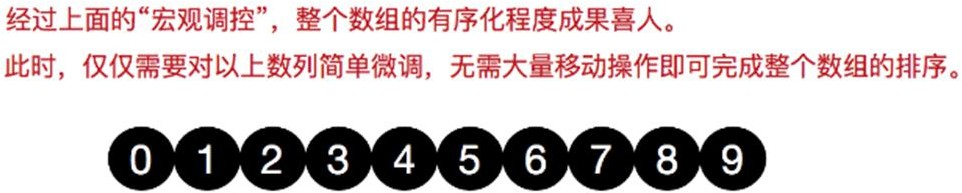 经过上面的“宏观调控”，整个数组的有序化程度成果喜人。
此时，仅仅需要对以上数列简单微调，无需大量移动操作即可完成整个数组的排序。
0 1 2 3 4 5 6 7 8 9